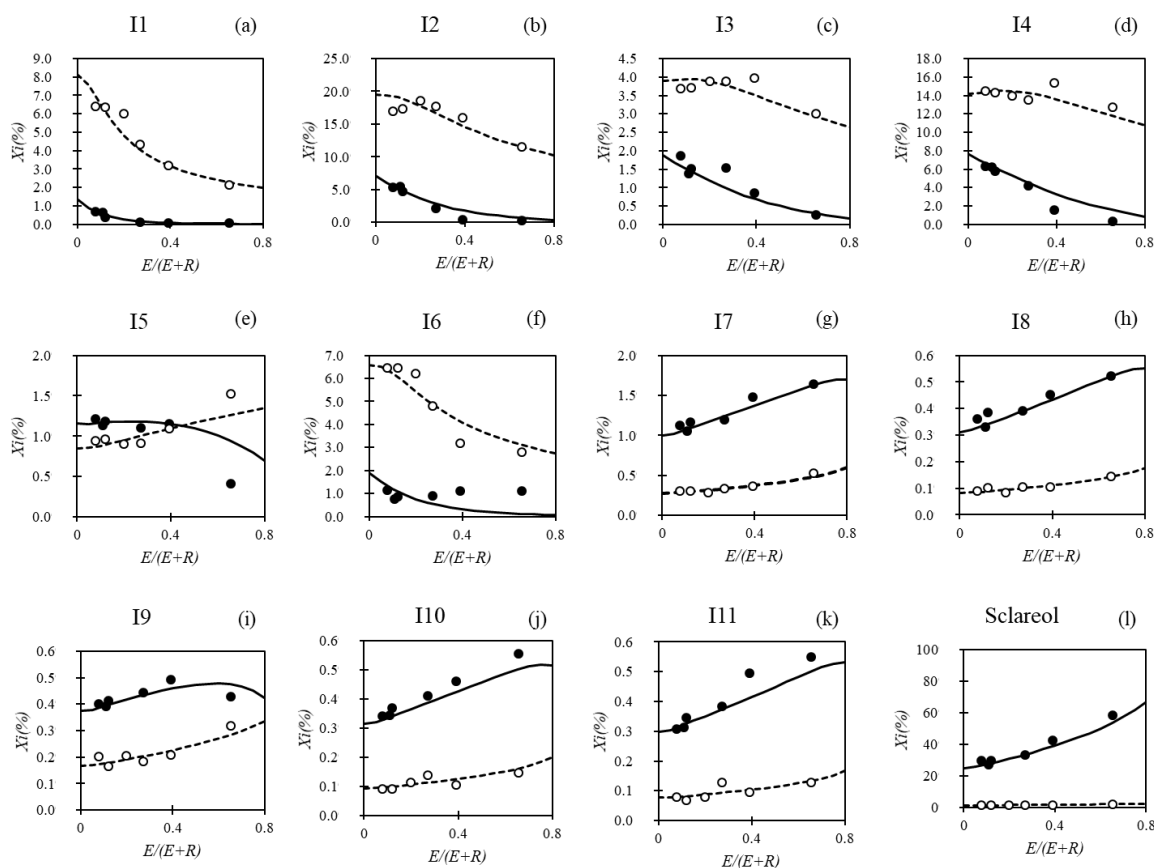 I1 (a)
Xi(%)
9.0
8.0
7.0
6.0
5.0
4.0
3.0
2.0
1.0
0.0
0 0.4 0.8
E/(E+R)
I2 (b)
Xi(%)
25.0
20.0
15.0
10.0
5.0
0.0
0 0.4 0.8
E/(E+R)
I3 (c)
Xi(%)
4.5
4.0
3.5
3.0
2.5
2.0
1.5
1.0
0.5
0.0
0 0.4 0.8
E/(E+R)
I4 (d)
Xi(%)
18.0
16.0
14.0
12.0
10.0
8.0
6.0
4.0
2.0
0.0
0 0.4 0.8
E/(E+R)
I5 (e)
Xi(%)
2.0
1.5
1.0
0.5
0.0
0 0.4 0.8
E/(E+R)
I6 (f)
Xi(%)
7.0
6.0
5.0
4.0
3.0
2.0
1.0
0.0
0 0.4 0.8
E/(E+R)
I7 (g)
Xi(%)
2.0
1.5
1.0
0.5
0.0
0 0.4 0.8
E/(E+R)
I8 (h)
Xi(%)
0.6
0.5
0.4
0.3
0.2
0.1
0.0
0 0.4 0.8
E/(E+R)
I9 (i)
Xi(%)
0.6
0.5
0.4
0.3
0.2
0.1
0.0
0 0.4 0.8
E/(E+R)
I10 (j)
Xi(%)
0.6
0.5
0.4
0.3
0.2
0.1
0.0
0 0.4 0.8
E/(E+R)
I11 (k)
Xi(%)
0.6
0.5
0.4
0.3
0.2
0.1
0.0
0 0.4 0.8
E/(E+R)
Sclareol (l)
Xi(%)
100
80
60
40
20
0
0 0.4 0.8
E/(E+R)